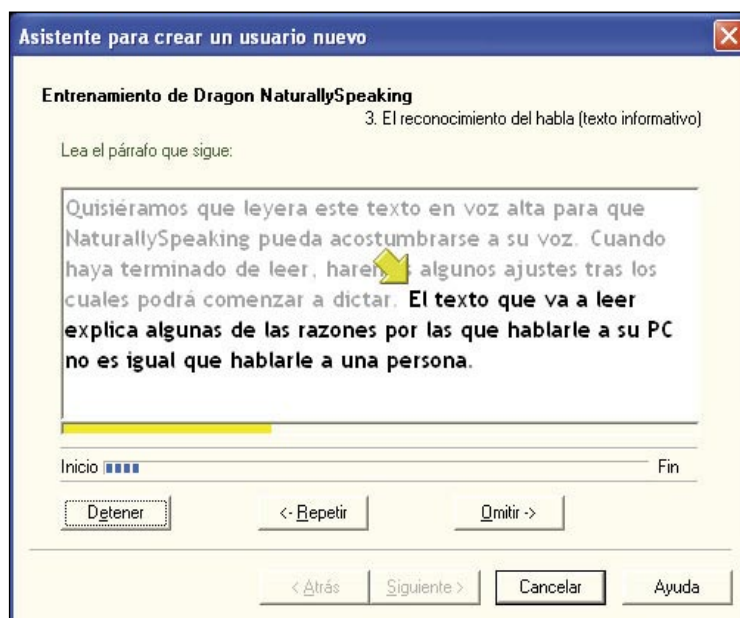 Asistente para crear un usuario nuevo
Entrenamiento de Dragon NaturallySpeaking
3. El reconocimiento del habla (texto informativo)
Lea el párrafo que sigue:
Quisiéramos que leyera este texto en voz alta para que
NaturallySpeaking pueda acostumbrarse a su voz. Cuando
haya terminado de leer, haremos algunos ajustes tras los
cuales podrá comenzar a dictar. El texto que va a leer
explica algunas de las razones por las que hablarle a su PC
no es igual que hablarle a una persona.
Inicio Fin
Detener <- Repetir Omitir ->
< Atrás Siguiente > Cancelar Ayuda